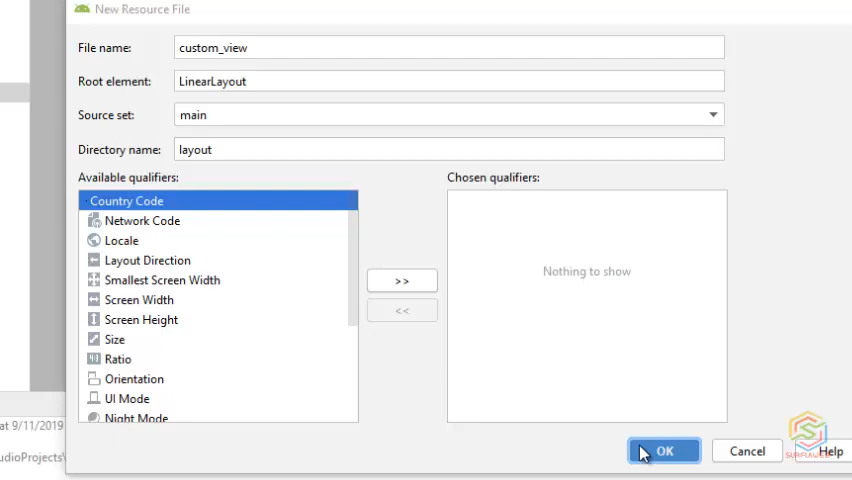 New Resource File
File name:
custom_view
Root element:
LinearLayout
Source set:
main
Directory name:
layout
Available qualifiers:
Chosen qualifiers:
Country Code
Network Code
Locale
Layout Direction
Smallest Screen Width
Screen Width
Screen Height
Size
Ratio
Orientation
UI Mode
Night Mode
>>
<<
Nothing to show
at 9/11/2019
udioProjects\
OK
Cancel
Help